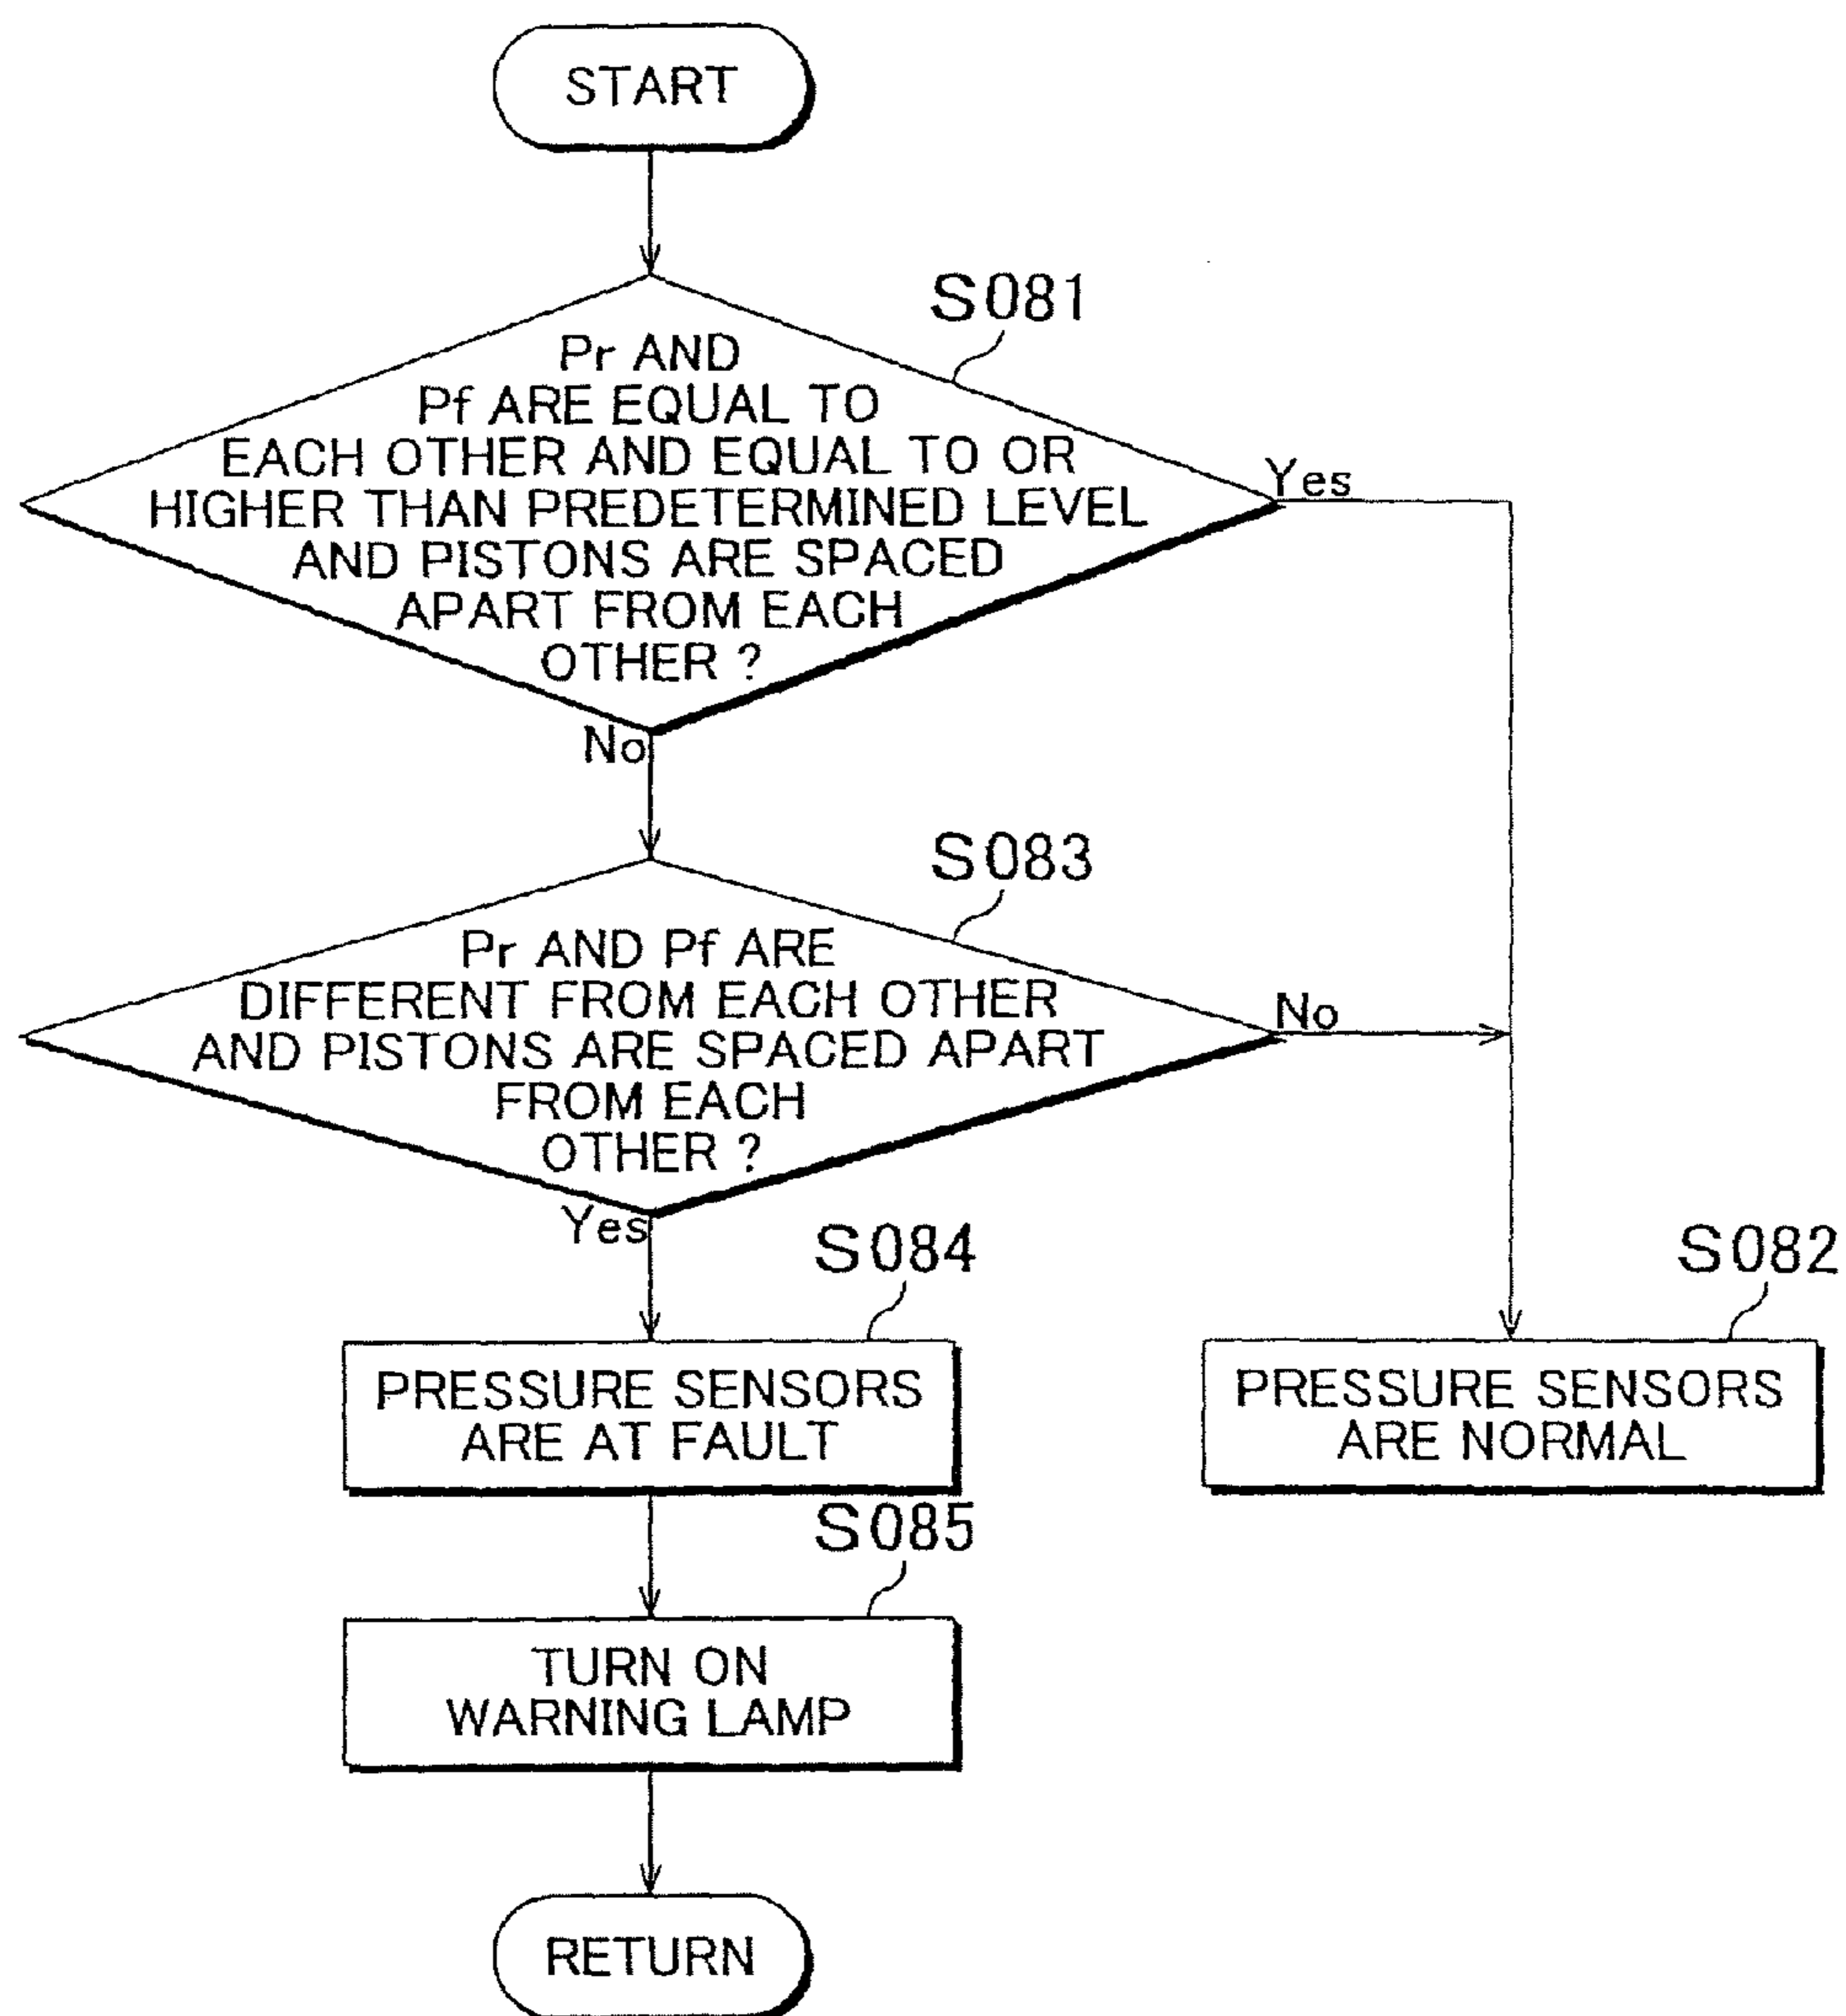 START
S081
Pr AND
Pf ARE EQUAL TO
EACH OTHER AND EQUAL TO OR
HIGHER THAN PREDETERMINED LEVEL
AND PISTONS ARE SPACED
APART FROM EACH
OTHER ?
Yes
No
S083
Pr AND Pf ARE
DIFFERENT FROM EACH OTHER
AND PISTONS ARE SPACED APART
FROM EACH
OTHER ?
No
Yes
S084
PRESSURE SENSORS
ARE AT FAULT
S082
PRESSURE SENSORS
ARE NORMAL
S085
TURN ON
WARNING LAMP
RETURN